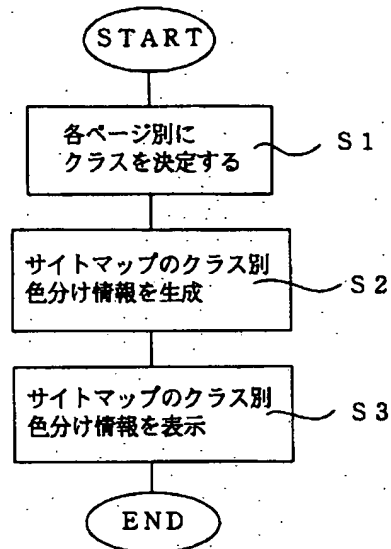 START
各ページ別に
クラスを決定する
S1
サイトマップのクラス別
色分け情報を生成
S2
サイトマップのクラス別
色分け情報を表示
S3
END